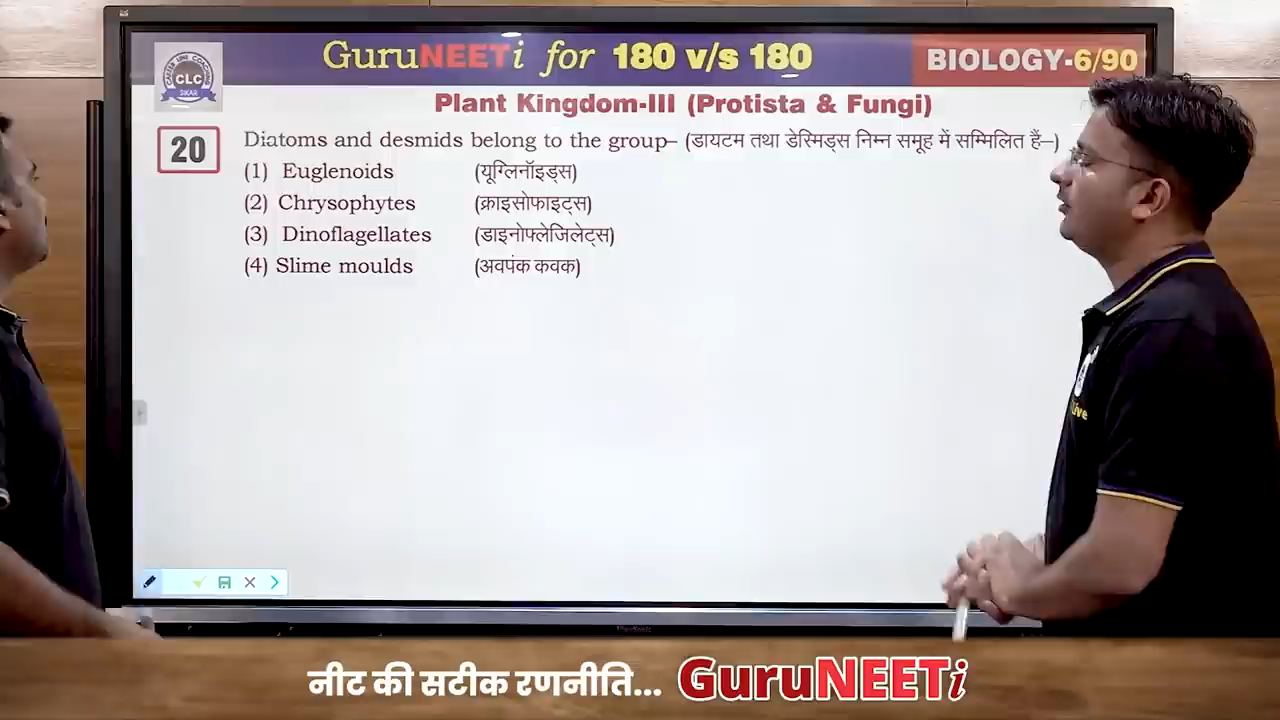 GuruNEETi for 180 v/s 180
BIOLOGY-6/90
CLC
SIKAR
Plant Kingdom-III (Protista & Fungi)
20
Diatoms and desmids belong to the group– (डायटम तथा डेस्मिड्स निम्न समूह में सम्मिलित हैं–)
(1) Euglenoids (यूग्लिनॉइड्स)
(2) Chrysophytes (क्राइसोफाइट्स)
(3) Dinoflagellates (डाइनोफ्लेजिलेट्स)
(4) Slime moulds (अवपंक कवक)
ViewSonic
नीट की सटीक रणनीति... GuruNEETi